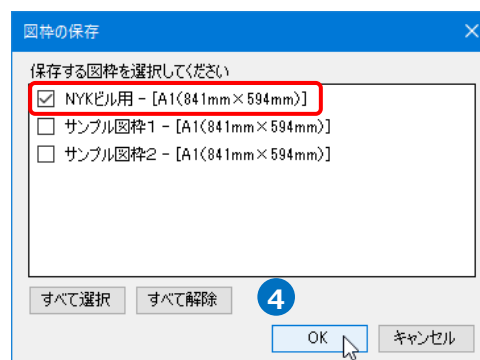 図枠の保存
保存する図枠を選択してください
NYKビル用 - [A1(841mm×594mm)]
サンプル図枠1 - [A1(841mm×594mm)]
サンプル図枠2 - [A1(841mm×594mm)]
すべて選択 すべて解除 4
OK キャンセル